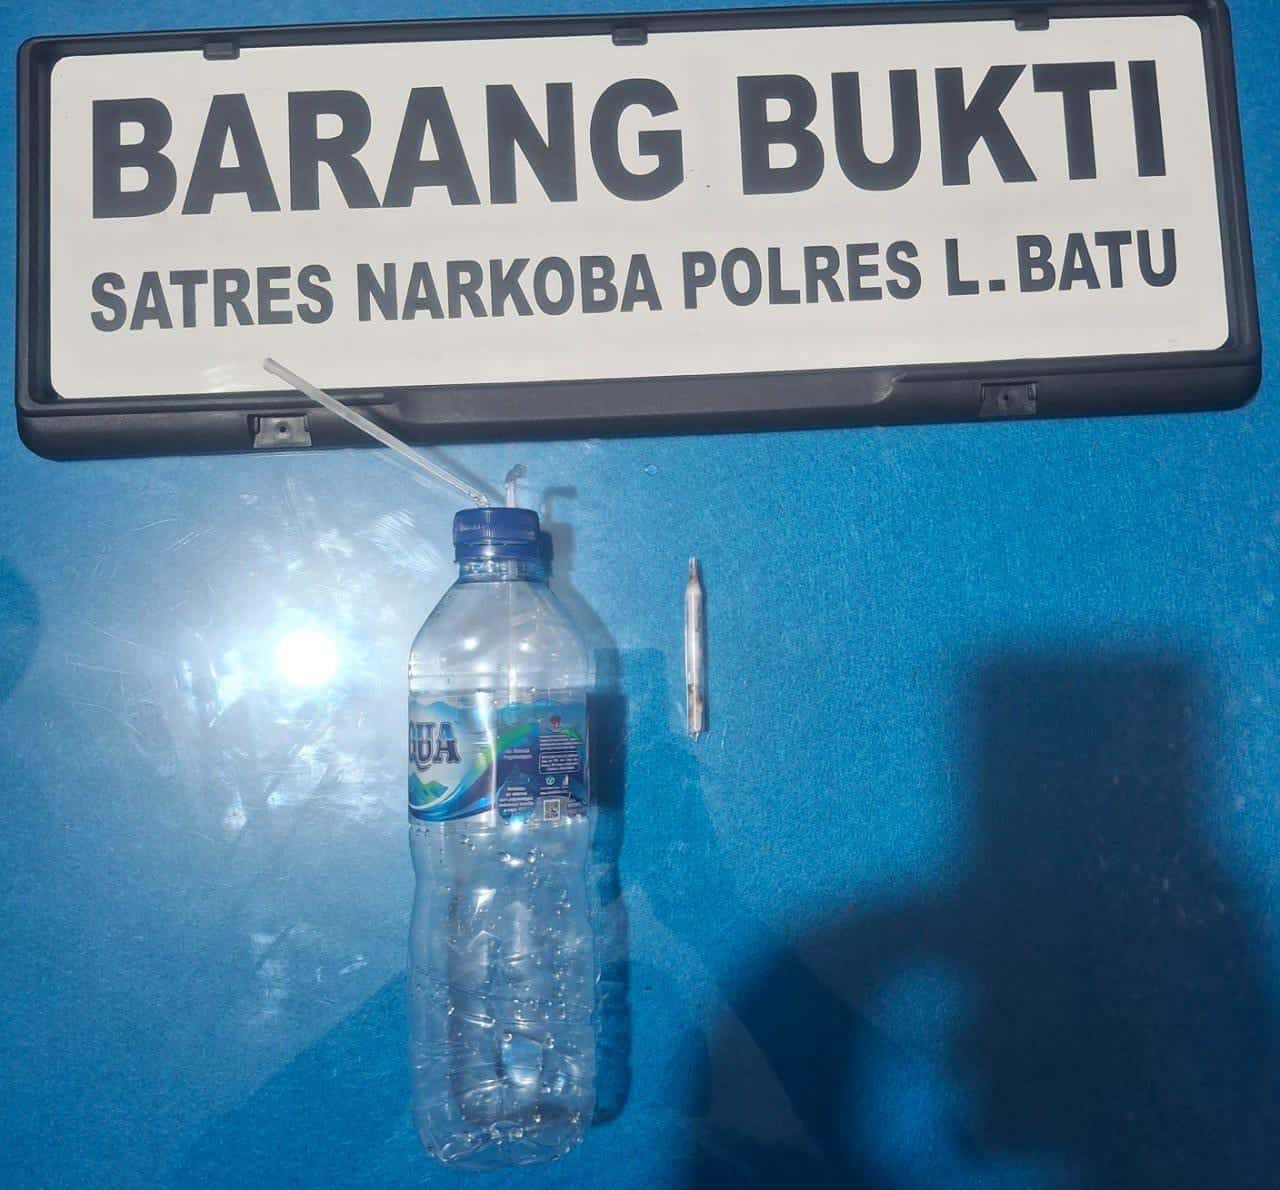 BARANG BUKTI
SATRES NARKOBA POLRES L.BATU
QUA